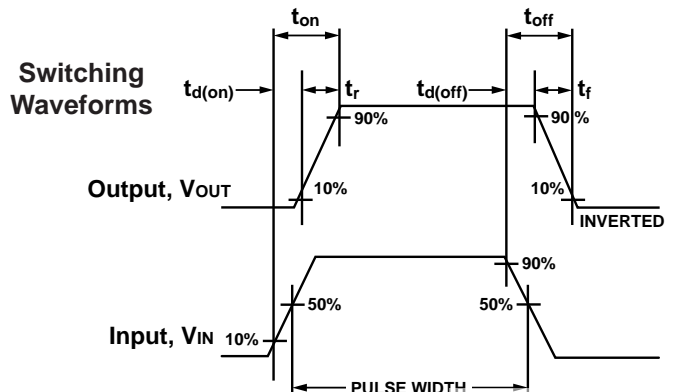 ton
toff
Switching
Waveforms
td(on)
tr
td(off)
tf
90%
90 %
Output, VOUT
10%
10%
INVERTED
90%
50%
50%
Input, VIN
10%
PULSE WIDTH